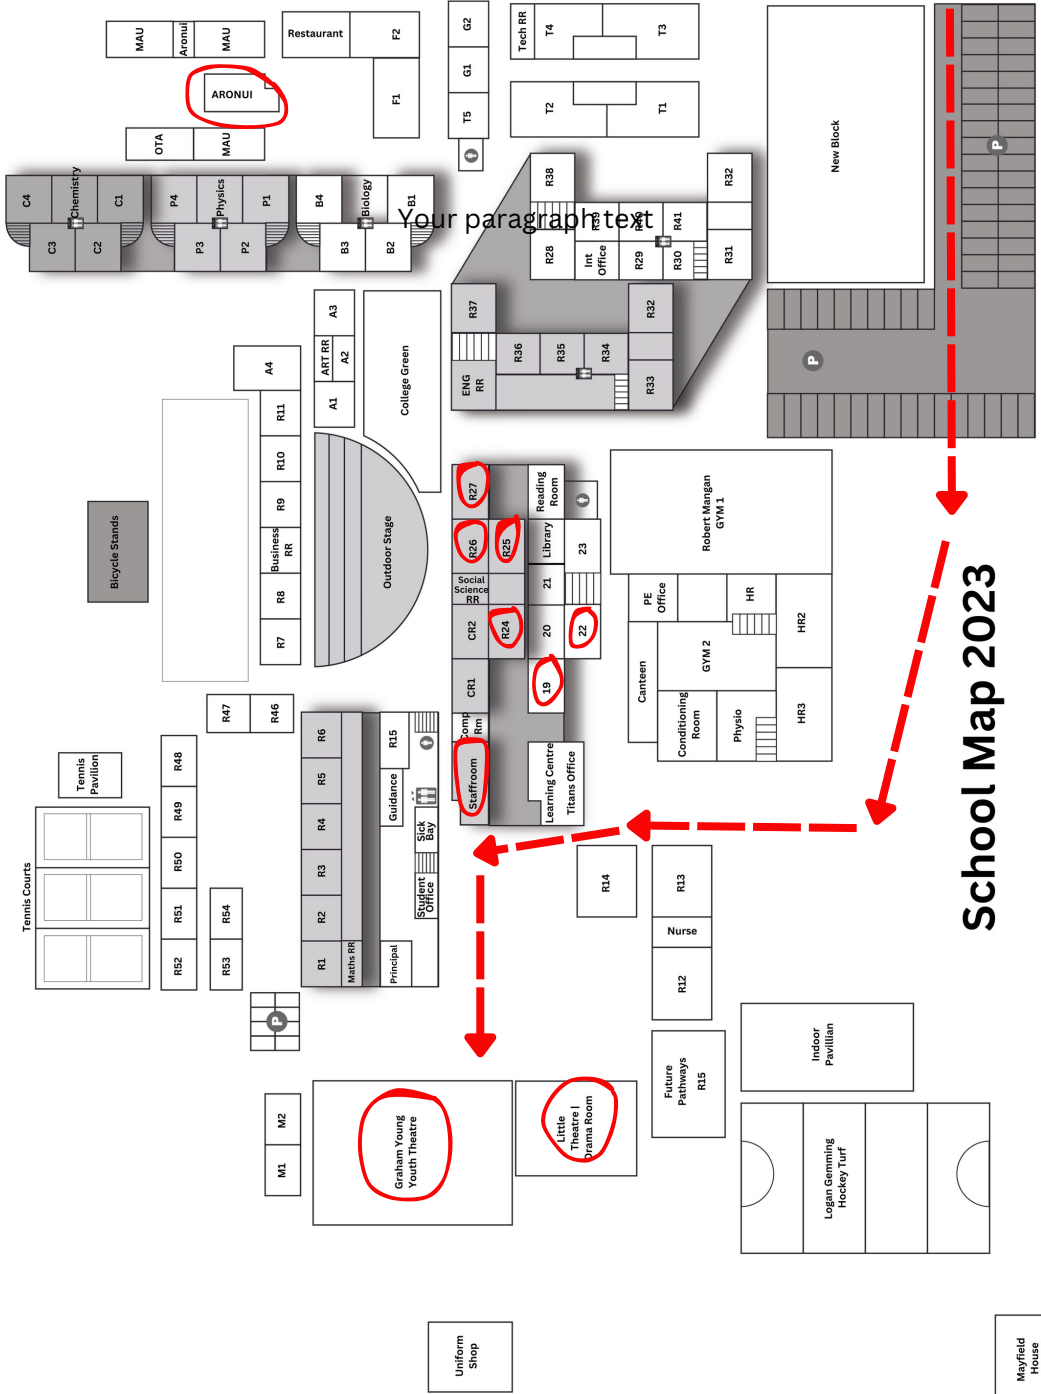 School Map 2023
Your paragraph text
MAU
Aronui
MAU
ARONUI
OTA
MAU
Restaurant
F2
F1
G2
G1
T5
Tech RR
T4
T3
T2
T1
New Block
P
P
C4
Chemistry
C1
C3
C2
P4
Physics
P1
P3
P2
B4
Biology
B1
B3
B2
R38
R39
R40
R41
R32
R28
Int
Office
R29
R30
R31
R37
R36
R35
R34
R32
ENG
RR
R33
A3
ART RR
A2
A1
A4
College Green
R11
R10
R9
Business
RR
R8
R7
Outdoor Stage
Bicycle Stands
R27
R26
R25
Social
Science
RR
CR2
R24
CR1
Comp
Rm
Staffroom
Reading
Room
Library
21
20
19
23
22
Learning Centre
Titans Office
Robert Mangan
GYM 1
PE
Office
HR
HR2
GYM 2
Canteen
Conditioning
Room
Physio
HR3
R47
R46
R48
R49
R50
R51
R52
R54
R53
Tennis
Pavilion
Tennis Courts
R6
R5
R4
R3
R2
R1
Maths RR
R15
Guidance
Sick
Bay
Student
Office
Principal
P
R14
R13
Nurse
R12
Future
Pathways
R15
Indoor
Pavillian
Logan Gemming
Hockey Turf
M2
M1
Graham Young
Youth Theatre
Little
Theatre |
Drama Room
Uniform
Shop
Mayfield
House